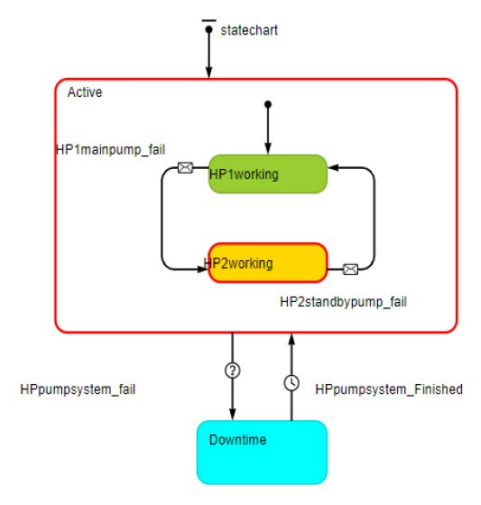 statechart
Active
HP1mainpump_fail
HP1working
HP2working
HP2standbypump_fail
?
HPpumpsystem_fail
HPpumpsystem_Finished
Downtime